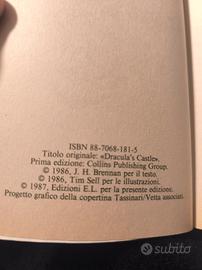 ISBN 88-7068-181-5
Titolo originale: «Dracula's Castle».
Prima edizione: Collins Publishing Group.
© 1986, J. H. Brennan per il testo.
© 1986, Tim Sell per le illustrazioni.
© 1987, Edizioni E.L. per la presente edizione.
Progetto grafico della copertina Tassinari/Vetta associati.
subito